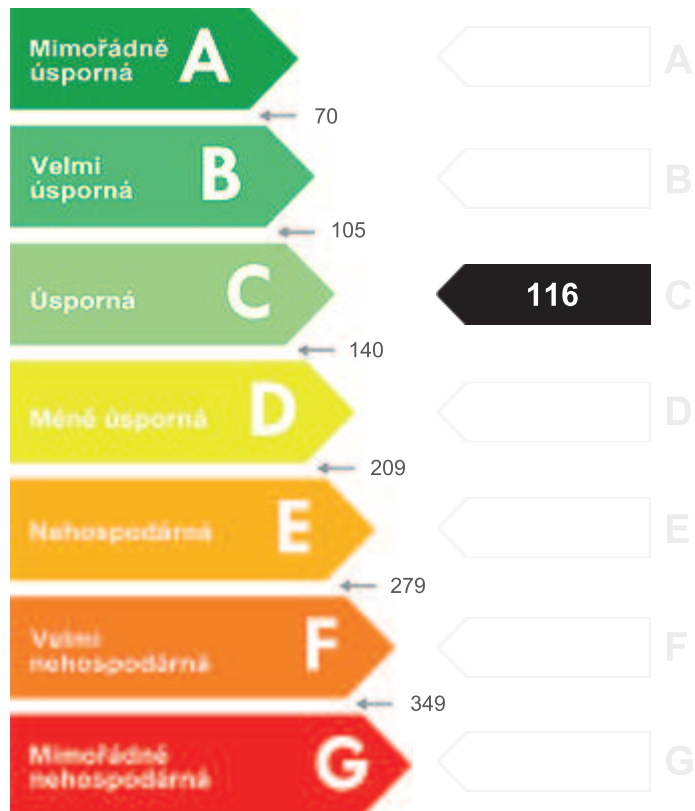 Mimořádně
úsporná
A
A
70
Velmi
úsporná
B
B
105
Úsporná
C
116
C
140
Méně úsporná
D
D
209
Nehospodárná
E
E
279
Velmi
nehospodárná
F
F
349
Mimořádně
nehospodárná
G
G